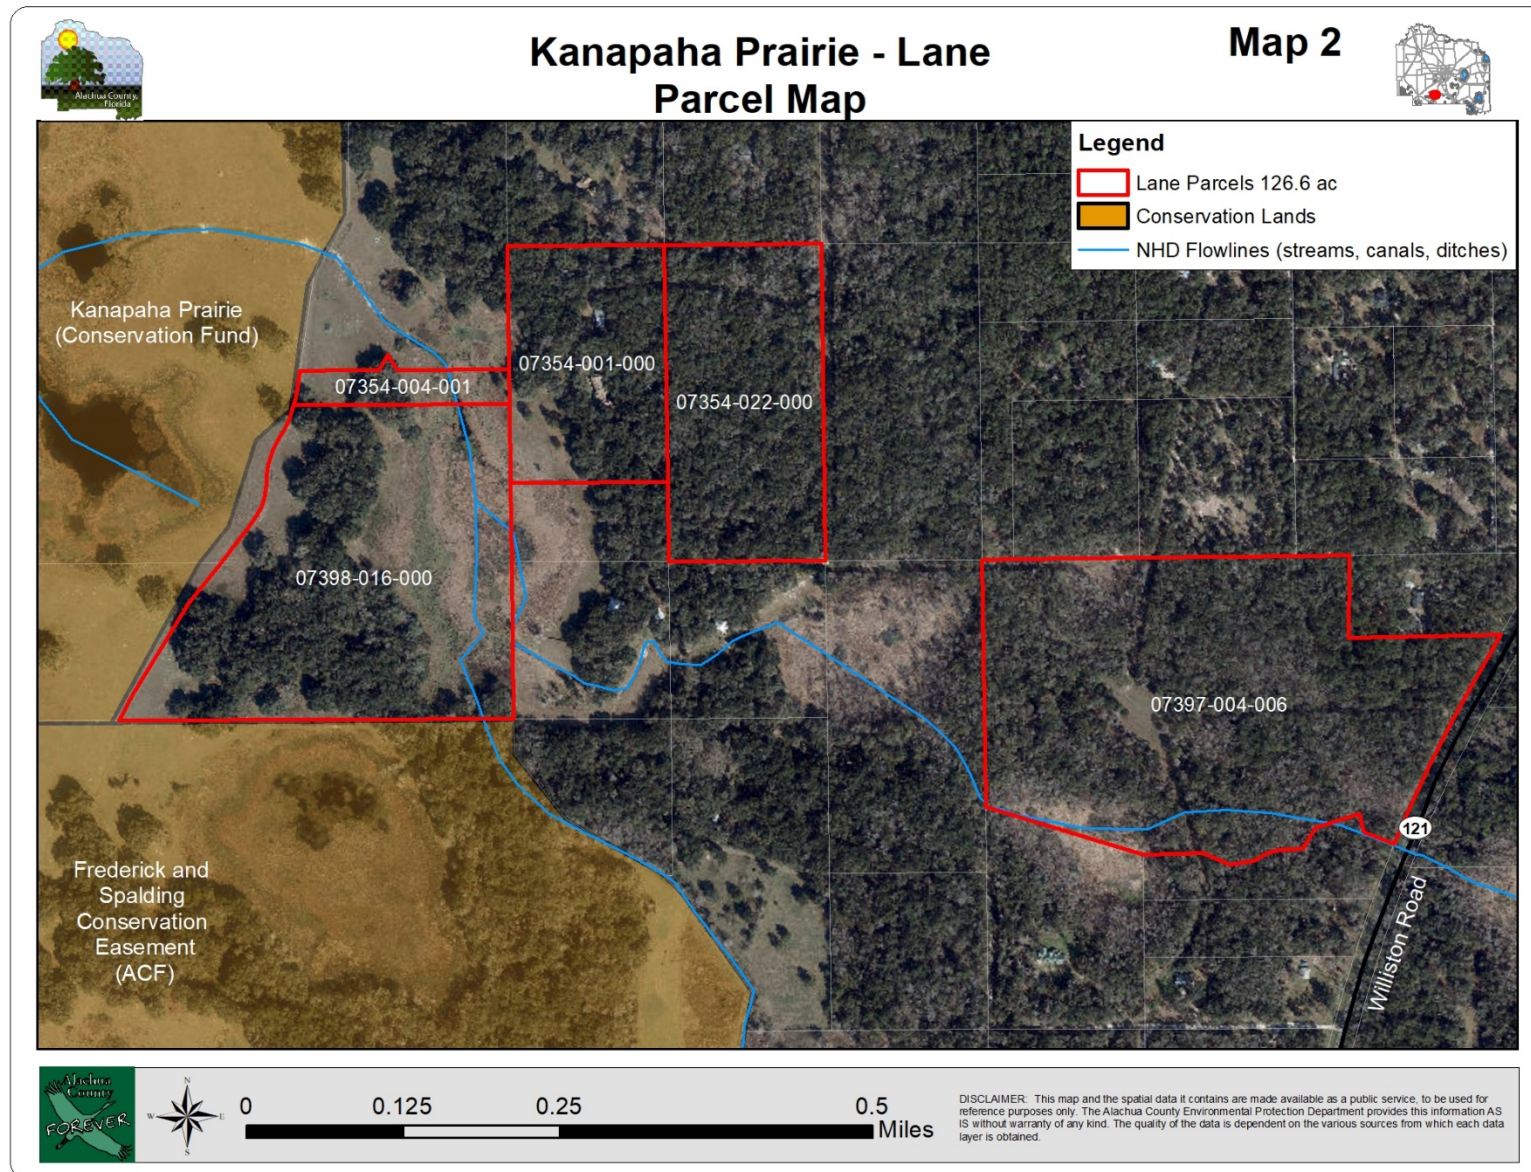 Alachua County,
Florida
Kanapaha Prairie - Lane
Parcel Map
Map 2
Legend
Lane Parcels 126.6 ac
Conservation Lands
NHD Flowlines (streams, canals, ditches)
Kanapaha Prairie
(Conservation Fund)
07354-001-000
07354-004-001
07354-022-000
07398-016-000
07397-004-006
121
Williston Road
Frederick and
Spalding
Conservation
Easement
(ACF)
Alachua
County
FOREVER
N
W E
S
0 0.125 0.25 0.5
Miles
DISCLAIMER: This map and the spatial data it contains are made available as a public service, to be used for
reference purposes only. The Alachua County Environmental Protection Department provides this information AS
IS without warranty of any kind. The quality of the data is dependent on the various sources from which each data
layer is obtained.